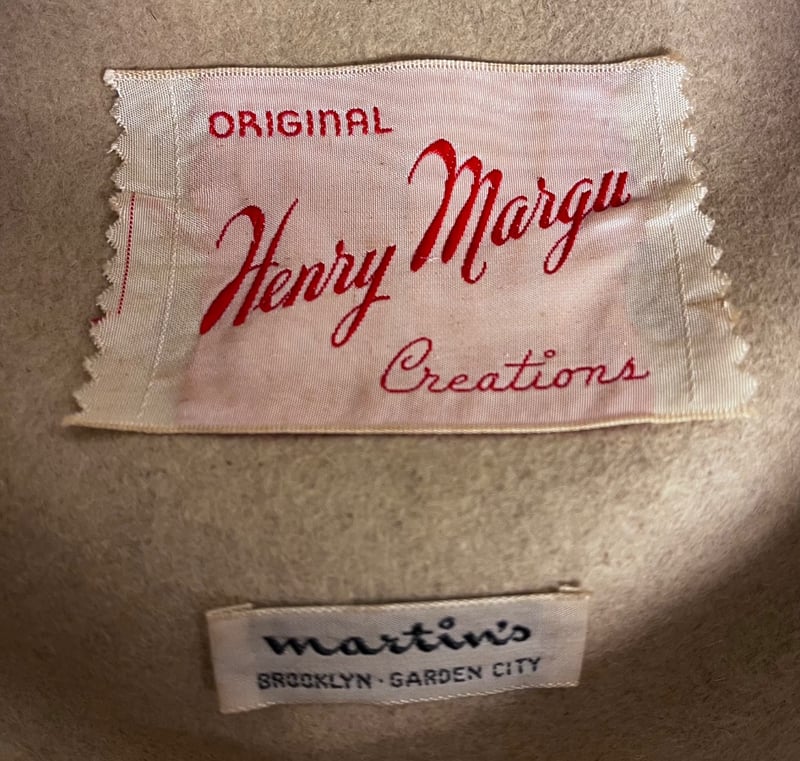 ORIGINAL
Henry Margu
Creations
martin's
BROOKLYN · GARDEN CITY